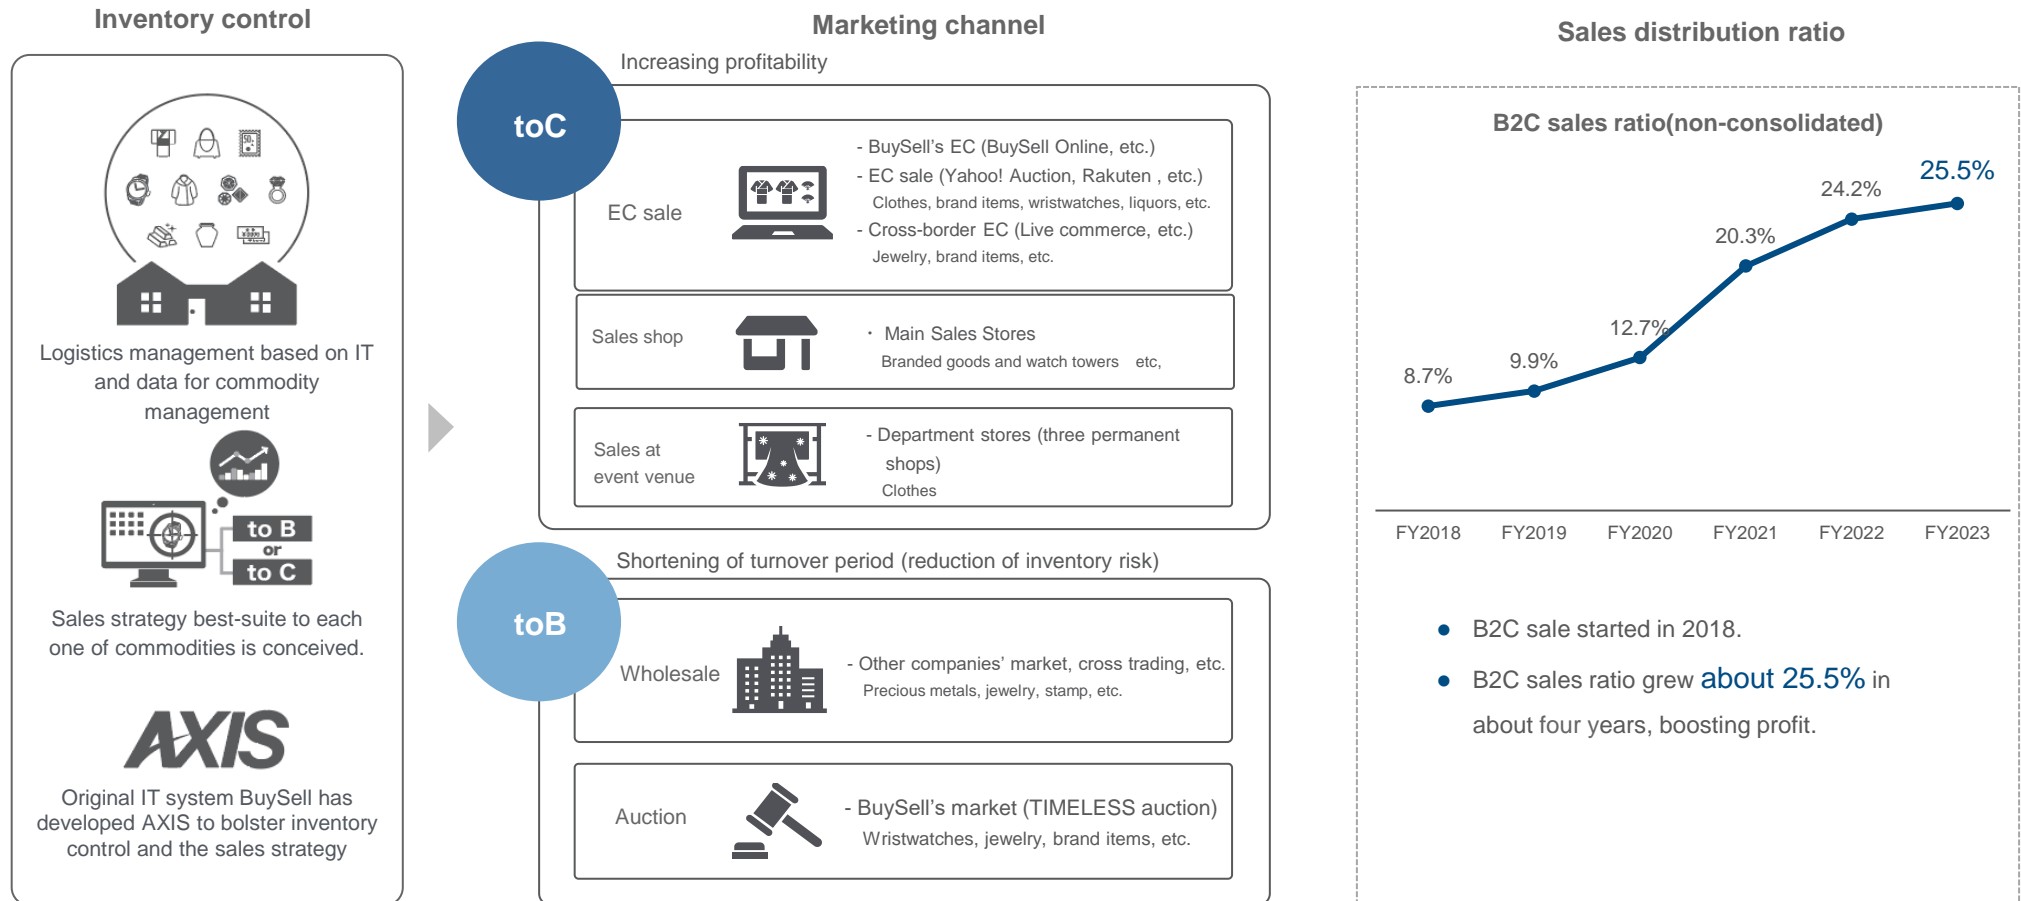 Inventory control
Logistics management based on IT
and data for commodity
management
to B
or
to C
Sales strategy best-suite to each
one of commodities is conceived.
AXIS
Original IT system BuySell has
developed AXIS to bolster inventory
control and the sales strategy
Marketing channel
toC
Increasing profitability
EC sale
- BuySell's EC (BuySell Online, etc.)
- EC sale (Yahoo! Auction, Rakuten , etc.)
Clothes, brand items, wristwatches, liquors, etc.
- Cross-border EC (Live commerce, etc.)
Jewelry, brand items, etc.
Sales shop
・ Main Sales Stores
Branded goods and watch towers etc,
Sales at
event venue
- Department stores (three permanant
shops)
Clothes
toB
Shortening of turnover period (reduction of inventory risk)
Wholesale
- Other companies' market, cross trading, etc.
Precious metals, jewelry, stamp, etc.
Auction
- BuySell's market (TIMELESS auction)
Wristwatches, jewelry, brand items, etc.
Sales distribution ratio
B2C sales ratio(non-consolidated)
8.7%
9.9%
12.7%
20.3%
24.2%
25.5%
FY2018 FY2019 FY2020 FY2021 FY2022 FY2023
● B2C sale started in 2018.
● B2C sales ratio grew about 25.5% in
about four years, boosting profit.